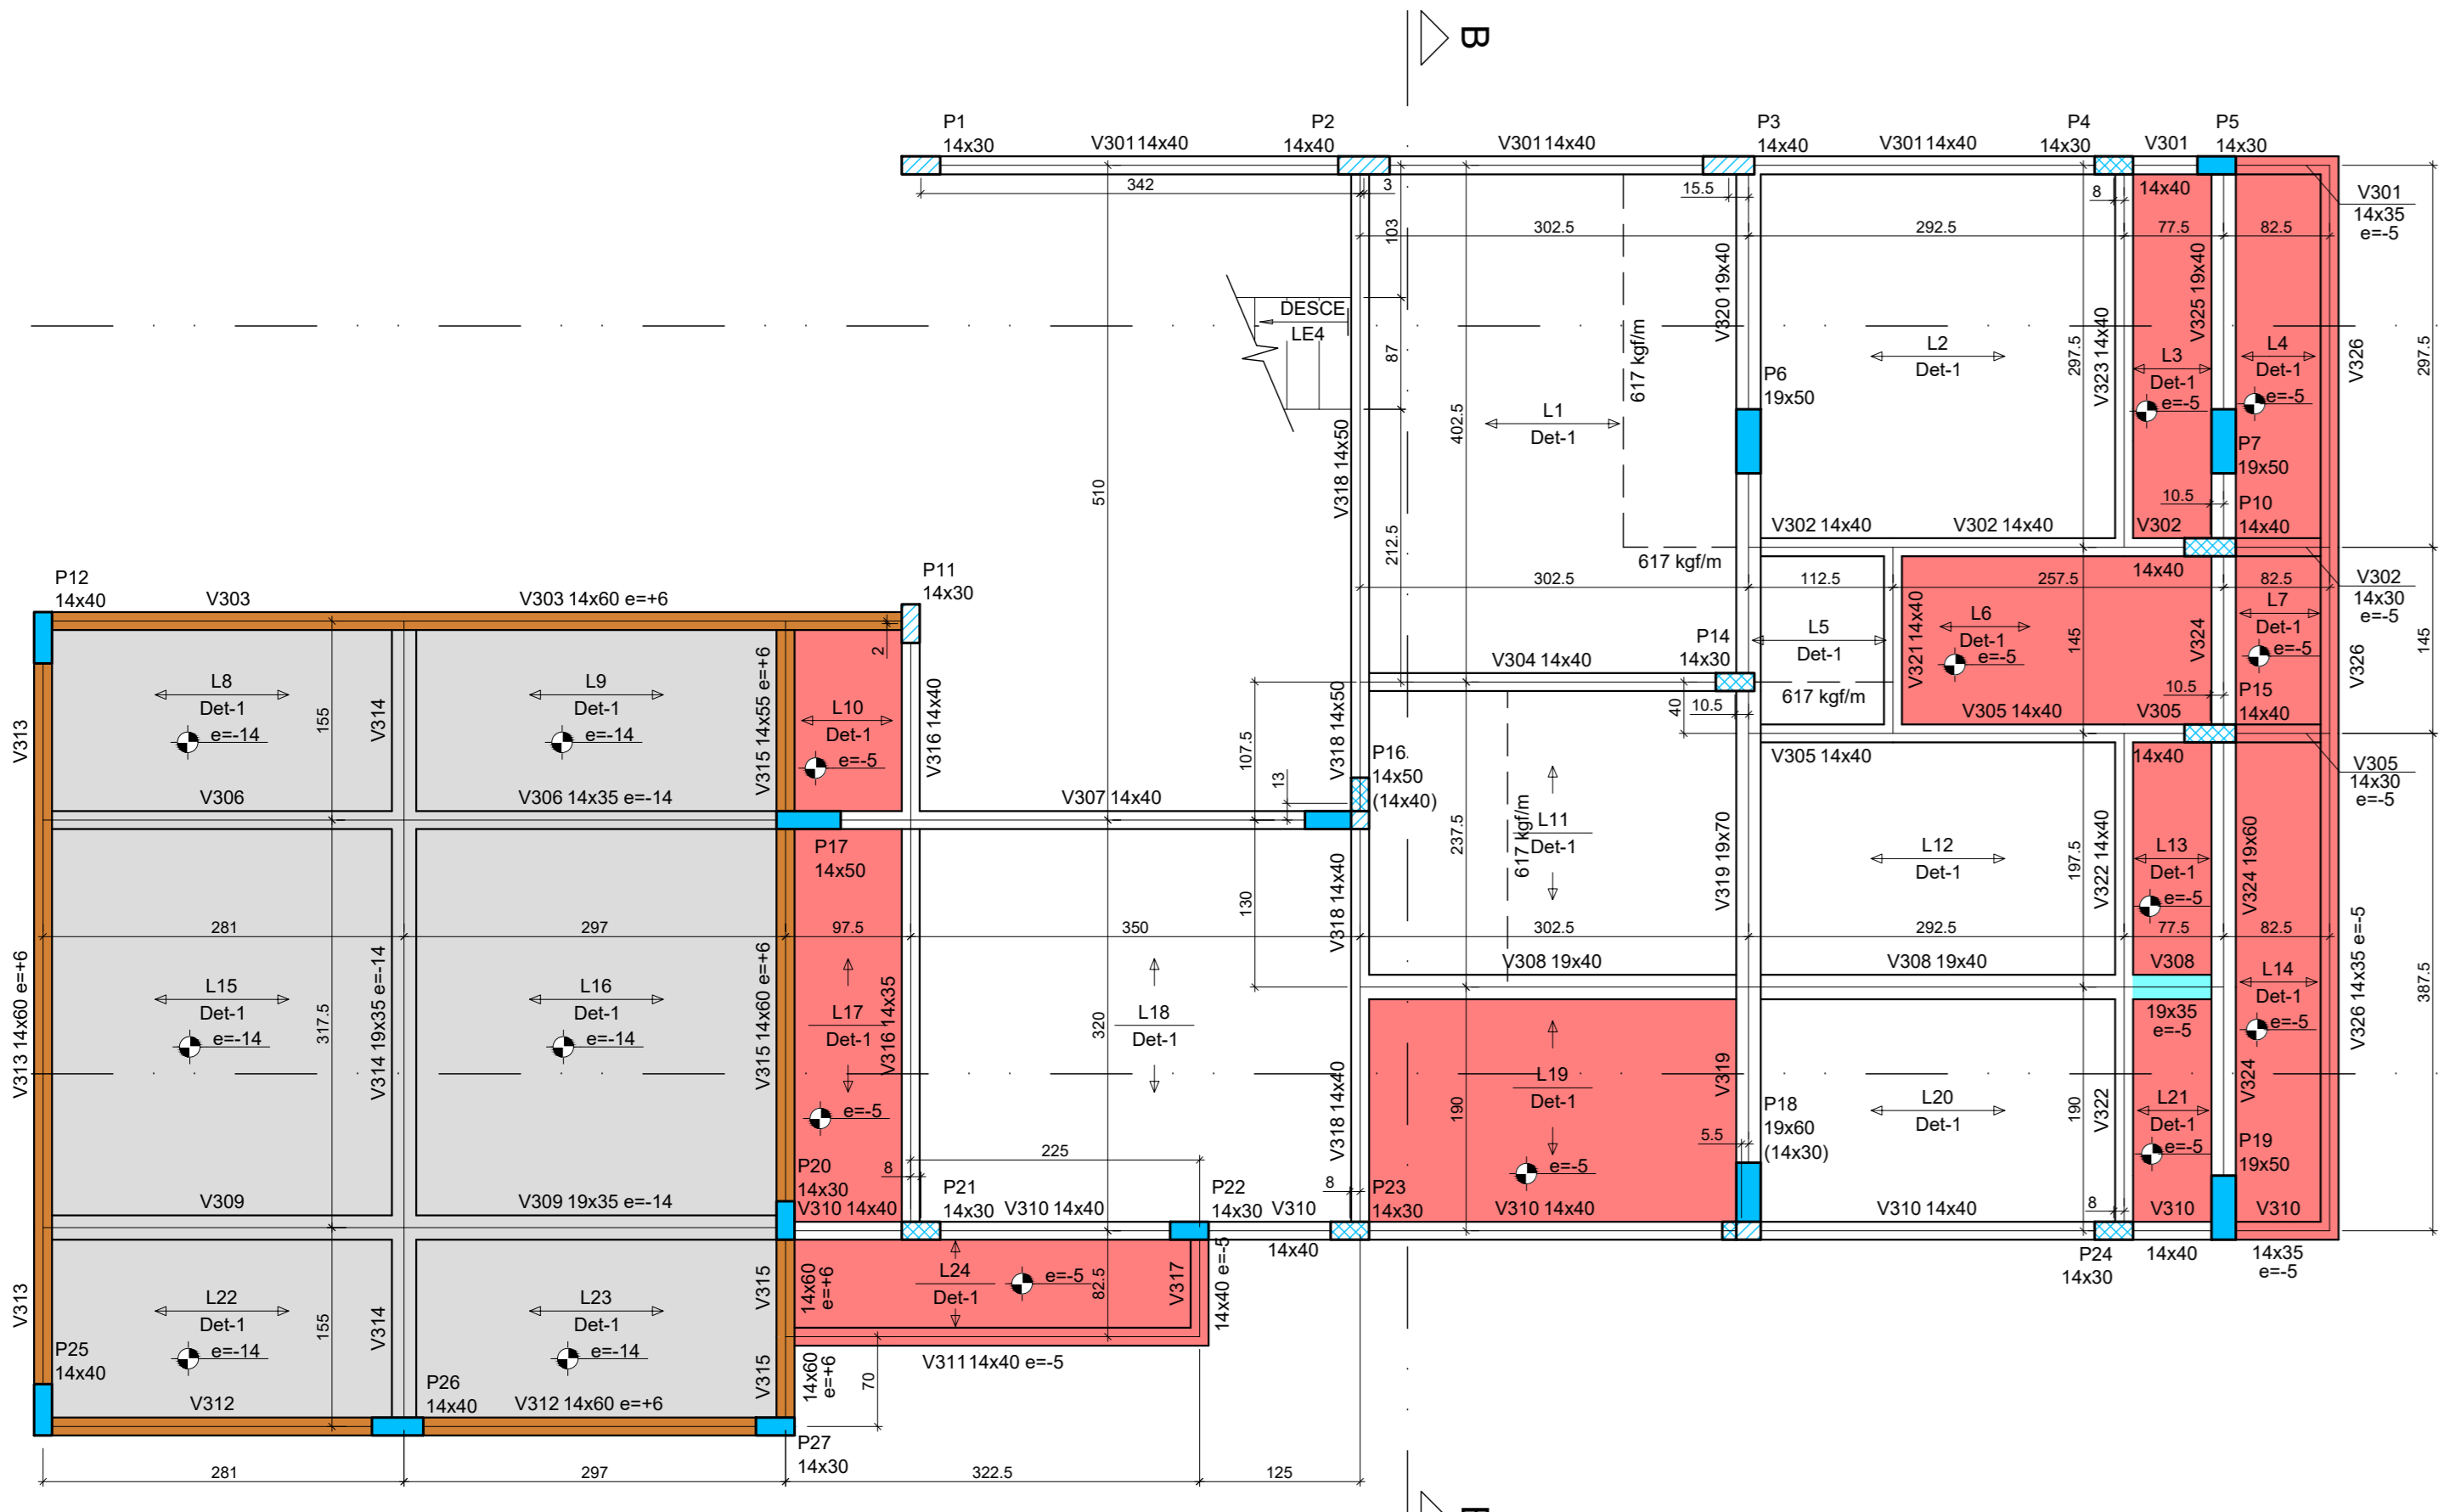 B
P1
14x30
V301 14x40
P2
14x40
V301 14x40
P3
14x40
V301 14x40
P4
14x30
V301
P5
14x30
342
3
15.5
8
14x40
V301
14x35
e=-5
103
302.5
292.5
77.5
82.5
DESCE
LE4
87
V320 19x40
617 kgf/m
L2
Det-1
297.5
V323 14x40
V325 19x40
L3
Det-1
e=-5
L4
Det-1
e=-5
V326
297.5
P6
19x50
L1
Det-1
402.5
V318 14x50
P7
19x50
510
212.5
10.5
P10
14x40
V302 14x40
V302 14x40
V302
617 kgf/m
P12
14x40
V303
V303 14x60 e=+6
P11
14x30
302.5
112.5
257.5
14x40
82.5
V302
14x30
e=-5
2
L5
Det-1
617 kgf/m
V321 14x40
L6
Det-1
e=-5
145
V324
L7
Det-1
e=-5
145
V326
P14
14x30
V304 14x40
40
10.5
10.5
P15
14x40
V305 14x40
V305
L8
Det-1
e=-14
V313
155
V314
L9
Det-1
e=-14
V315 14x55 e=+6
L10
Det-1
e=-5
V316 14x40
107.5
V318 14x50
13
P16
14x50
(14x40)
V305 14x40
14x40
V305
14x30
e=-5
V306
V306 14x35 e=-14
V307 14x40
P17
14x50
237.5
617 kgf/m
L11
Det-1
V319 19x70
L12
Det-1
197.5
V322 14x40
L13
Det-1
e=-5
V324 19x60
130
V318 14x40
281
297
97.5
350
302.5
292.5
77.5
82.5
V308 19x40
V308 19x40
V308
V313 14x60 e=+6
L15
Det-1
e=-14
317.5
V314 19x35 e=-14
L16
Det-1
e=-14
V315 14x60 e=+6
L17
Det-1
e=-5
V316 14x35
320
L18
Det-1
19x35
e=-5
L14
Det-1
e=-5
V326 14x35 e=-5
387.5
V318 14x40
190
L19
Det-1
e=-5
V319
P18
19x60
(14x30)
5.5
L20
Det-1
190
V322
L21
Det-1
e=-5
V324
P19
19x50
225
8
V309
V309 19x35 e=-14
P20
14x30
V310 14x40
P21
14x30
V310 14x40
P22
14x30
V310
14x40
8
P23
14x30
V310 14x40
V310 14x40
8
V310
V310
P24
14x30
14x40
14x35
e=-5
V313
L22
Det-1
e=-14
155
V314
L23
Det-1
e=-14
V315
14x60
e=+6
L24
Det-1
e=-5
82.5
V317
14x40 e=-5
P25
14x40
V312
P26
14x40
V312 14x60 e=+6
V315
14x60
e=+6
70
V311 14x40 e=-5
P27
14x30
281
297
322.5
125